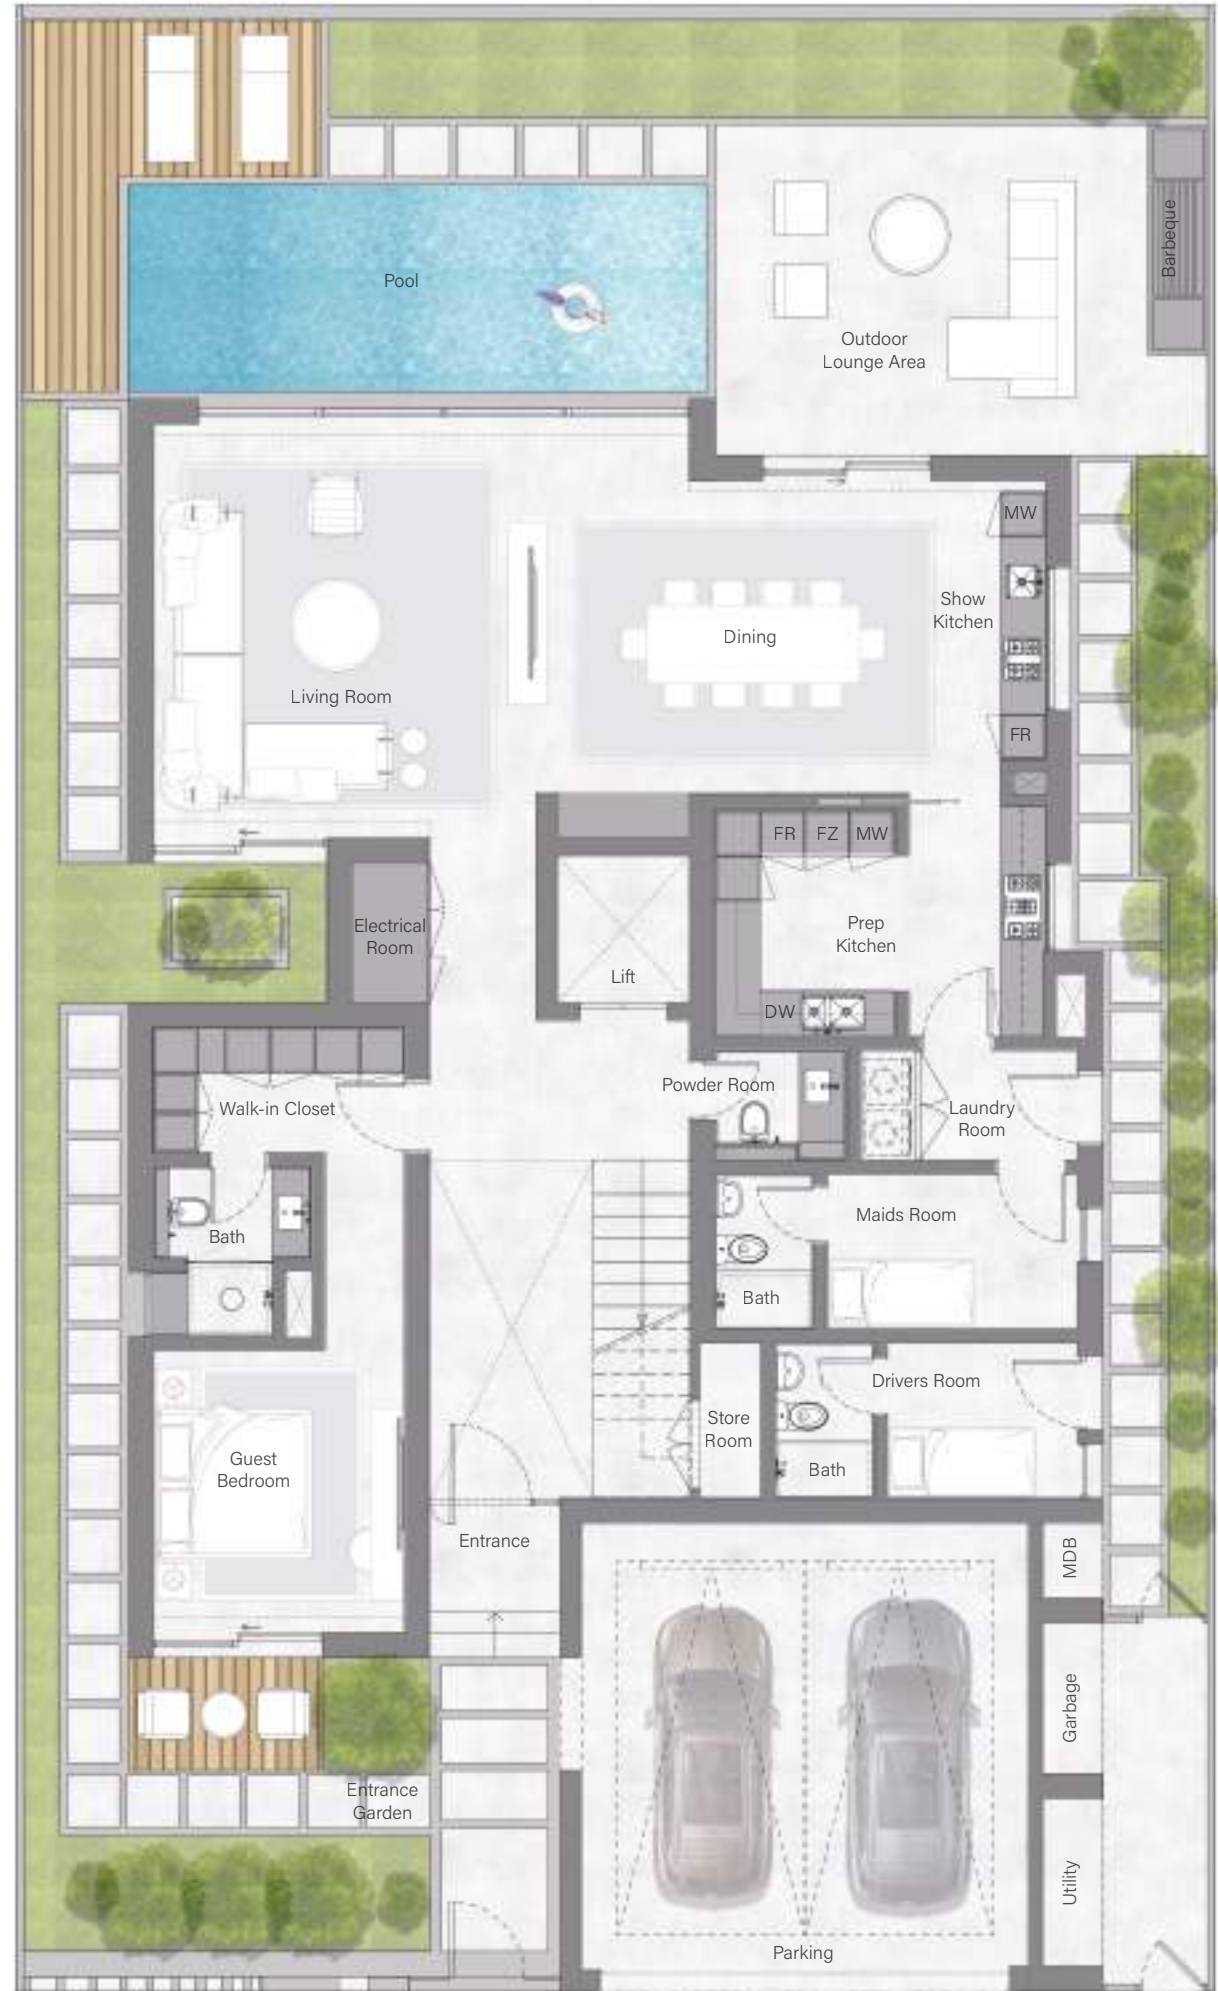 Pool
Barbeque
Outdoor
Lounge Area
MW
Show
Kitchen
Dining
Living Room
FR
FR FZ MW
Electrical
Room
Prep
Kitchen
Lift
DW
Powder Room
Walk-in Closet
Laundry
Room
Maids Room
Bath
Bath
Drivers Room
Store
Room
Guest
Bedroom
Bath
Entrance
MDB
Garbage
Entrance
Garden
Utility
Parking